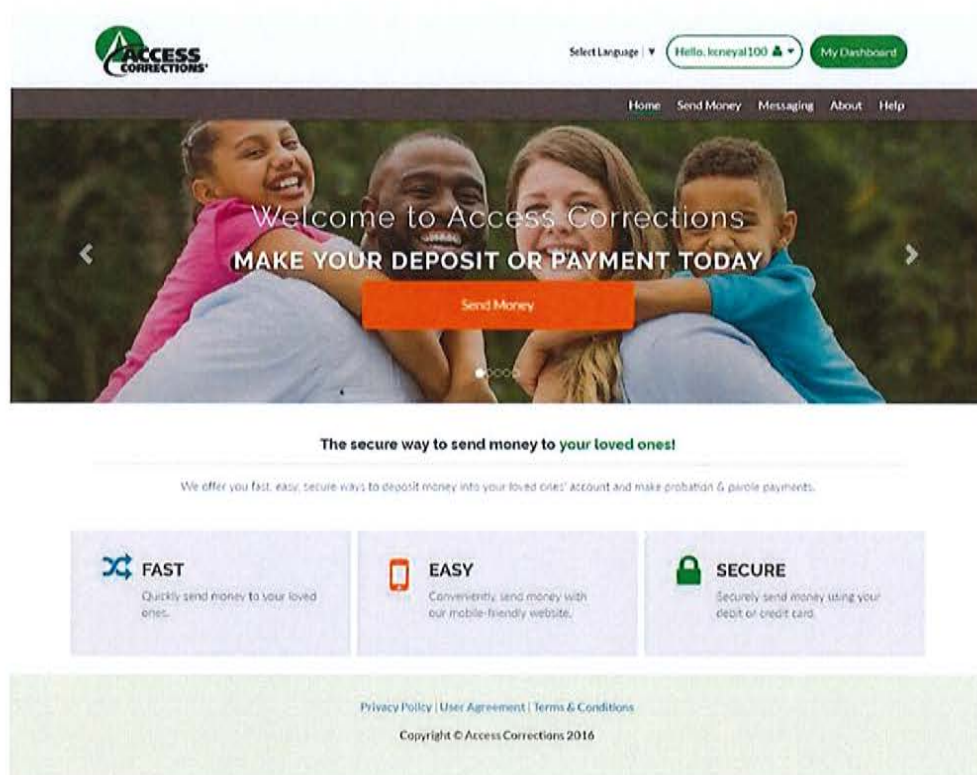 ACCESS
CORRECTIONS
Select Language | ▼
Hello, kcneyal100
My Dashboard
Home Send Money Messaging About Help
Welcome to Access Corrections
MAKE YOUR DEPOSIT OR PAYMENT TODAY
Send Money
The secure way to send money to your loved ones!
We offer you fast, easy, secure ways to deposit money into your loved ones' account and make probation & parole payments.
FAST
Quickly send money to your loved
ones.
EASY
Conveniently, send money with
our mobile-friendly website.
SECURE
Securely send money using your
debit or credit card.
Privacy Policy | User Agreement | Terms & Conditions
Copyright © Access Corrections 2016